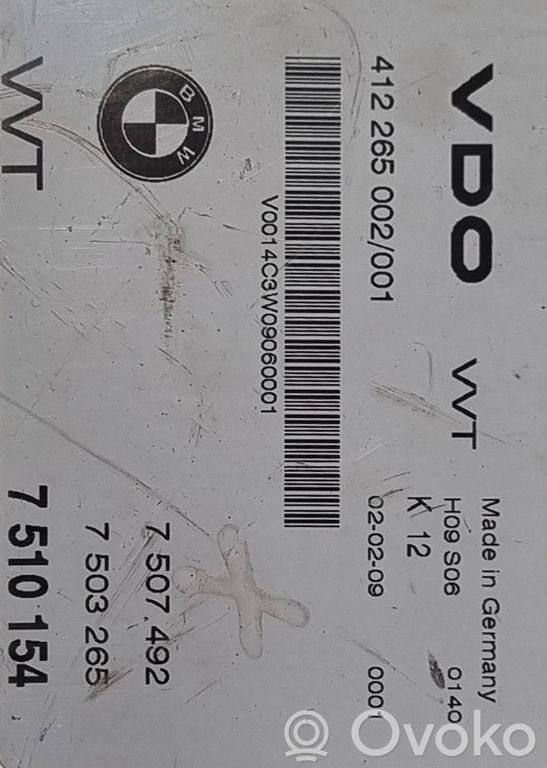 VDO VVT Made in Germany
H09 S06 0140
K 12
412 265 002/001 02-02-09 0001
V0014C3W09060001
BMW
7 507 492
7 503 265
VVT 7 510 154
Ovoko